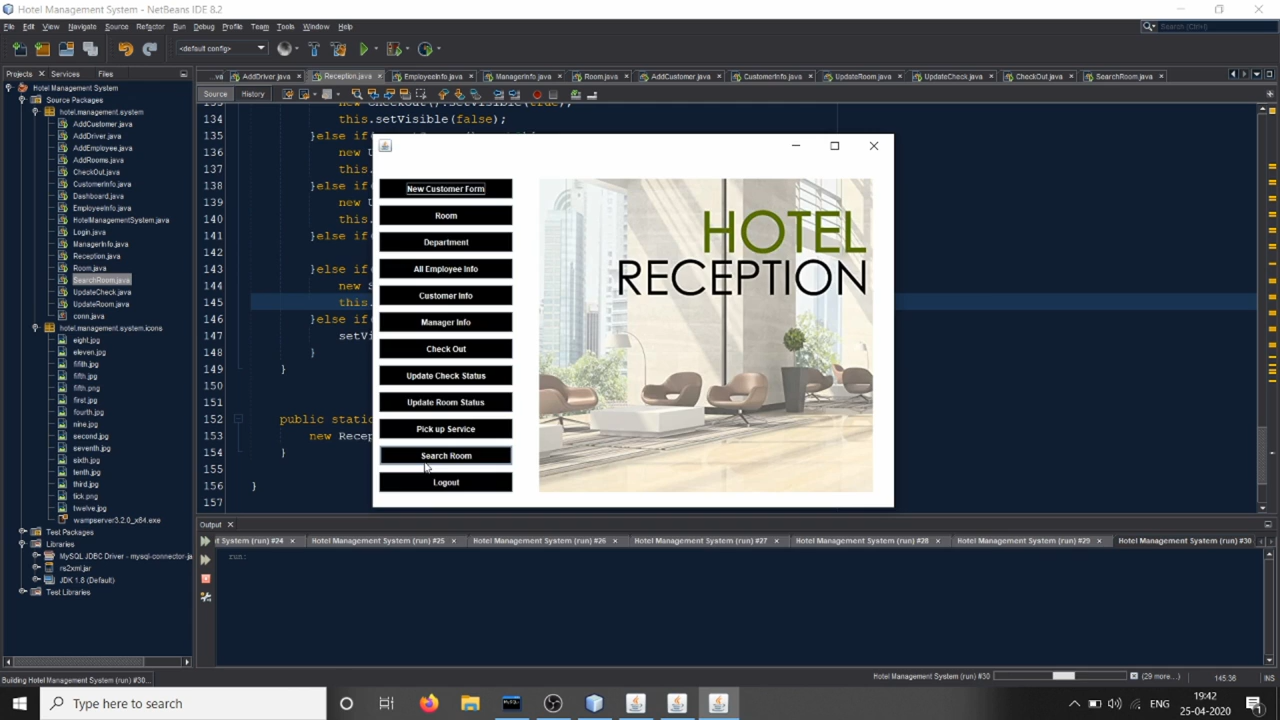 Hotel Management System - NetBeans IDE 8.2
File Edit View Navigate Source Refactor Run Debug Profile Team Tools Window Help
Search (Ctrl+I)
<default config>
Projects Services Files
...va AddDriver.java Reception.java EmployeeInfo.java ManagerInfo.java Room.java AddCustomer.java CustomerInfo.java UpdateRoom.java UpdateCheck.java CheckOut.java SearchRoom.java
Source History
Hotel Management System
Source Packages
hotel.management.system
AddCustomer.java
AddDriver.java
AddEmployee.java
AddRooms.java
CheckOut.java
CustomerInfo.java
Dashboard.java
EmployeeInfo.java
HotelManagementSystem.java
Login.java
ManagerInfo.java
Reception.java
Room.java
SearchRoom.java
UpdateCheck.java
UpdateRoom.java
conn.java
hotel.management.system.icons
eight.jpg
eleven.jpg
fifth.jpg
fifth.jpg
fifth.png
first.jpg
fourth.jpg
nine.jpg
second.jpg
seventh.jpg
sixth.jpg
tenth.jpg
third.jpg
tick.png
twelve.jpg
wampserver3.2.0_x64.exe
Test Packages
Libraries
MySQL JDBC Driver - mysql-connector-ja
rs2xml.jar
JDK 1.8 (Default)
Test Libraries
new CheckOut().setVisible(true);
134 this.setVisible(false);
135 }else if(
136 new U
137 this.
138 }else if(
139 new U
140 this.
141 }else if(
142
143 }else if(
144 new S
145 this.
146 }else if(
147 setVi
148 }
149 }
150
151
152 public stati
153 new Recep
154 }
155
156 }
157
New Customer Form
Room
Department
All Employee Info
Customer Info
Manager Info
Check Out
Update Check Status
Update Room Status
Pick up Service
Search Room
Logout
HOTEL
RECEPTION
Output
t System (run) #24 Hotel Management System (run) #25 Hotel Management System (run) #26 Hotel Management System (run) #27 Hotel Management System (run) #28 Hotel Management System (run) #29 Hotel Management System (run) #30
run:
Building Hotel Management System (run) #30...
Hotel Management System (run) #30
(29 more...)
145:36
INS
Type here to search
ENG
19:42
25-04-2020